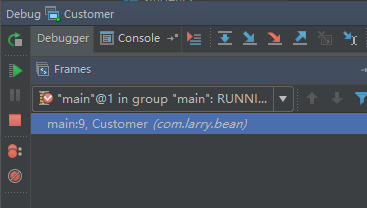 Debug Customer
Debugger Console
Frames
"main"@1 in group "main": RUNNI...
main:9, Customer (com.larry.bean)